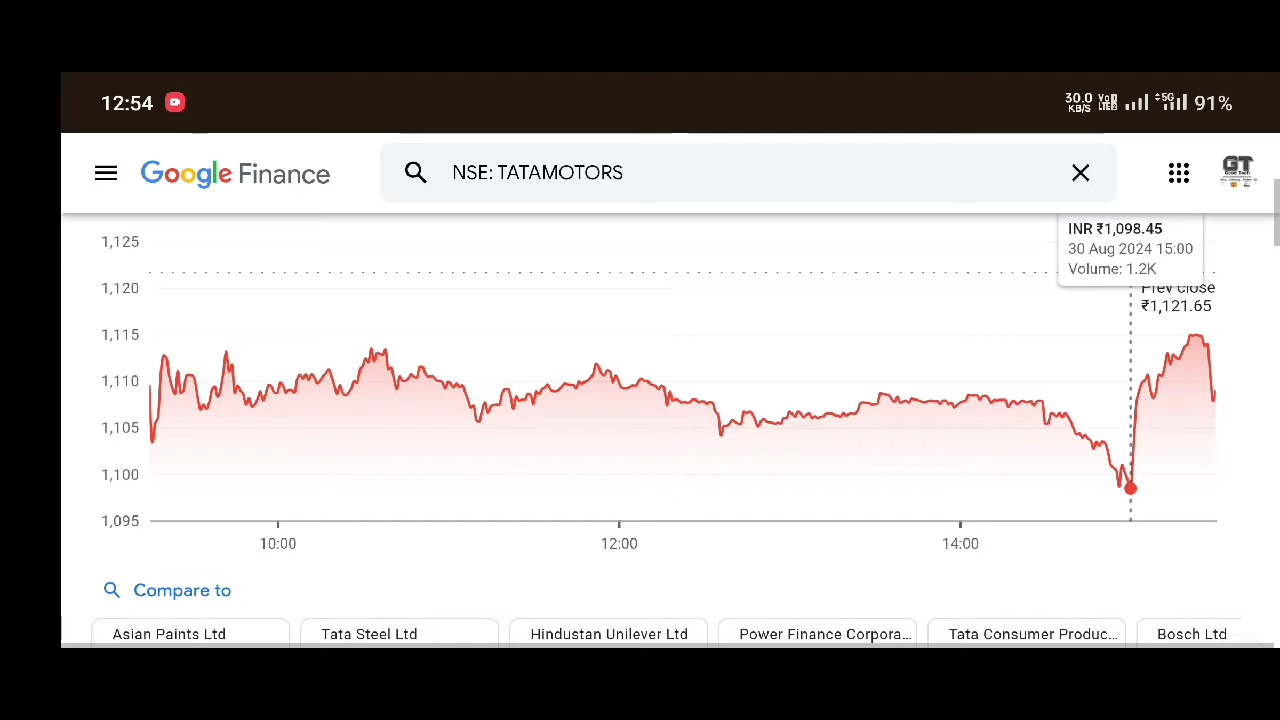 12:54
30.0
KB/S
5G
91%
Google Finance
NSE: TATAMOTORS
GT
INR ₹1,098.45
30 Aug 2024 15:00
Volume: 1.2K
Prev close
₹1,121.65
1,125
1,120
1,115
1,110
1,105
1,100
1,095
10:00
12:00
14:00
Compare to
Asian Paints Ltd
Tata Steel Ltd
Hindustan Unilever Ltd
Power Finance Corpora...
Tata Consumer Produc...
Bosch Ltd